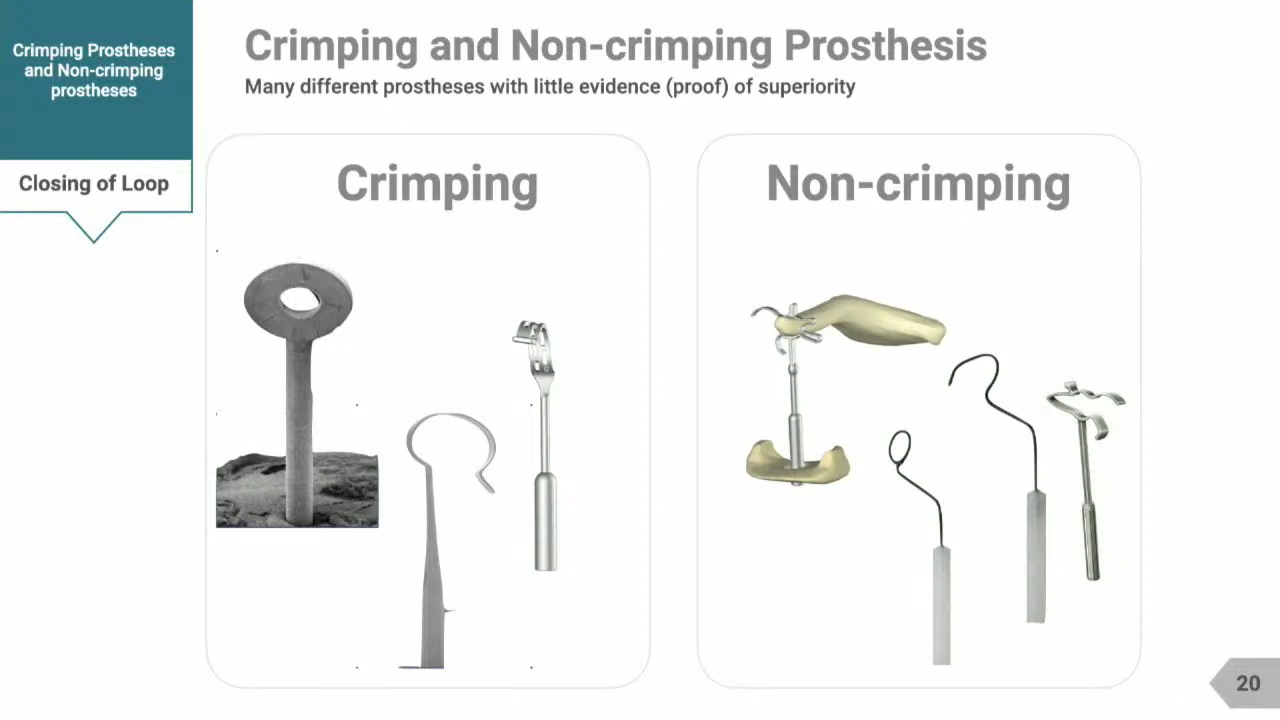 Crimping Prostheses
and Non-crimping
prostheses
Closing of Loop
Crimping and Non-crimping Prosthesis
Many different prostheses with little evidence (proof) of superiority
Crimping
Non-crimping
20